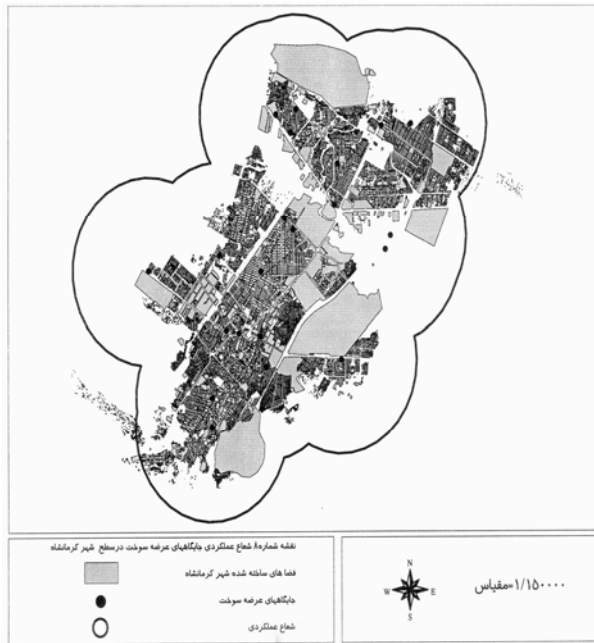 نقشه شماره۸ شعاع عملکردی جایگاههای عرضه سوخت درسطح شهر کرمانشاه
فضا های ساخته شده شهر کرمانشاه
جایگاههای عرضه سوخت
شعاع عملکردی
N
W E
S
مقیاس=۱/۱۵۰۰۰۰